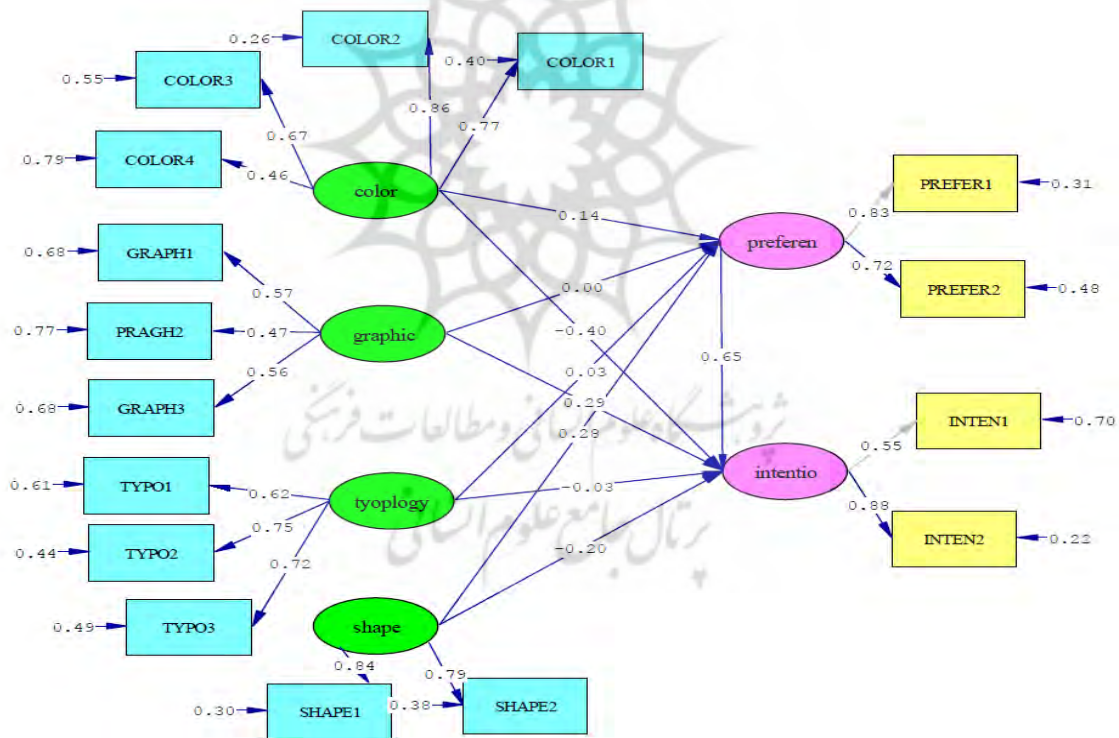 0.26
COLOR2
0.40
COLOR1
0.55
COLOR3
0.86
0.77
0.67
0.79
COLOR4
0.46
color
PREFER1
0.31
0.83
0.14
preferen
0.68
GRAPH1
0.57
0.72
PREFER2
0.48
0.00
0.77
PRAGH2
0.47
graphic
-0.40
0.65
0.56
0.03
0.68
GRAPH3
0.29
پژوهشگاه علوم انسانی و مطالعات فرهنگی
0.28
INTEN1
0.70
0.55
intentio
0.61
TYPO1
0.62
tyoplogy
-0.03
0.75
0.88
پرتال جامع علوم انسانی
0.44
TYPO2
INTEN2
0.22
0.72
-0.20
0.49
TYPO3
shape
0.84
0.79
0.30
SHAPE1
0.38
SHAPE2